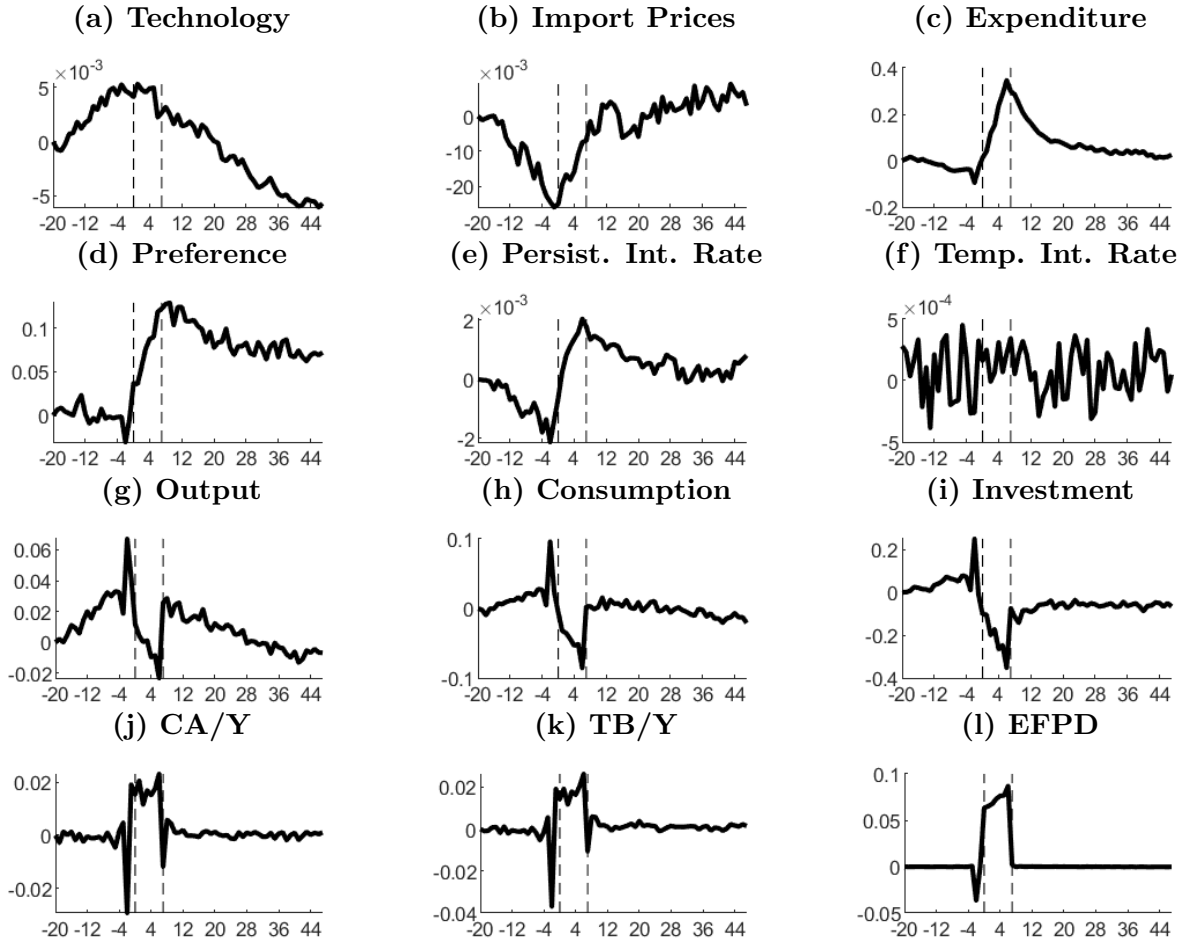 (a) Technology
(b) Import Prices
(c) Expenditure
×10⁻³
5
0
-5
-20 -12 -4 4 12 20 28 36 44
×10⁻³
0
-10
-20
-20 -12 -4 4 12 20 28 36 44
0.4
0.2
0
-0.2
-20 -12 -4 4 12 20 28 36 44
(d) Preference
(e) Persist. Int. Rate
(f) Temp. Int. Rate
0.1
0.05
0
-20 -12 -4 4 12 20 28 36 44
×10⁻³
2
0
-2
-20 -12 -4 4 12 20 28 36 44
×10⁻⁴
5
0
-5
-20 -12 -4 4 12 20 28 36 44
(g) Output
(h) Consumption
(i) Investment
0.06
0.04
0.02
0
-0.02
-20 -12 -4 4 12 20 28 36 44
0.1
0
-0.1
-20 -12 -4 4 12 20 28 36 44
0.2
0
-0.2
-0.4
-20 -12 -4 4 12 20 28 36 44
(j) CA/Y
(k) TB/Y
(l) EFPD
0.02
0
-0.02
-20 -12 -4 4 12 20 28 36 44
0.02
0
-0.02
-0.04
-20 -12 -4 4 12 20 28 36 44
0.1
0.05
0
-0.05
-20 -12 -4 4 12 20 28 36 44